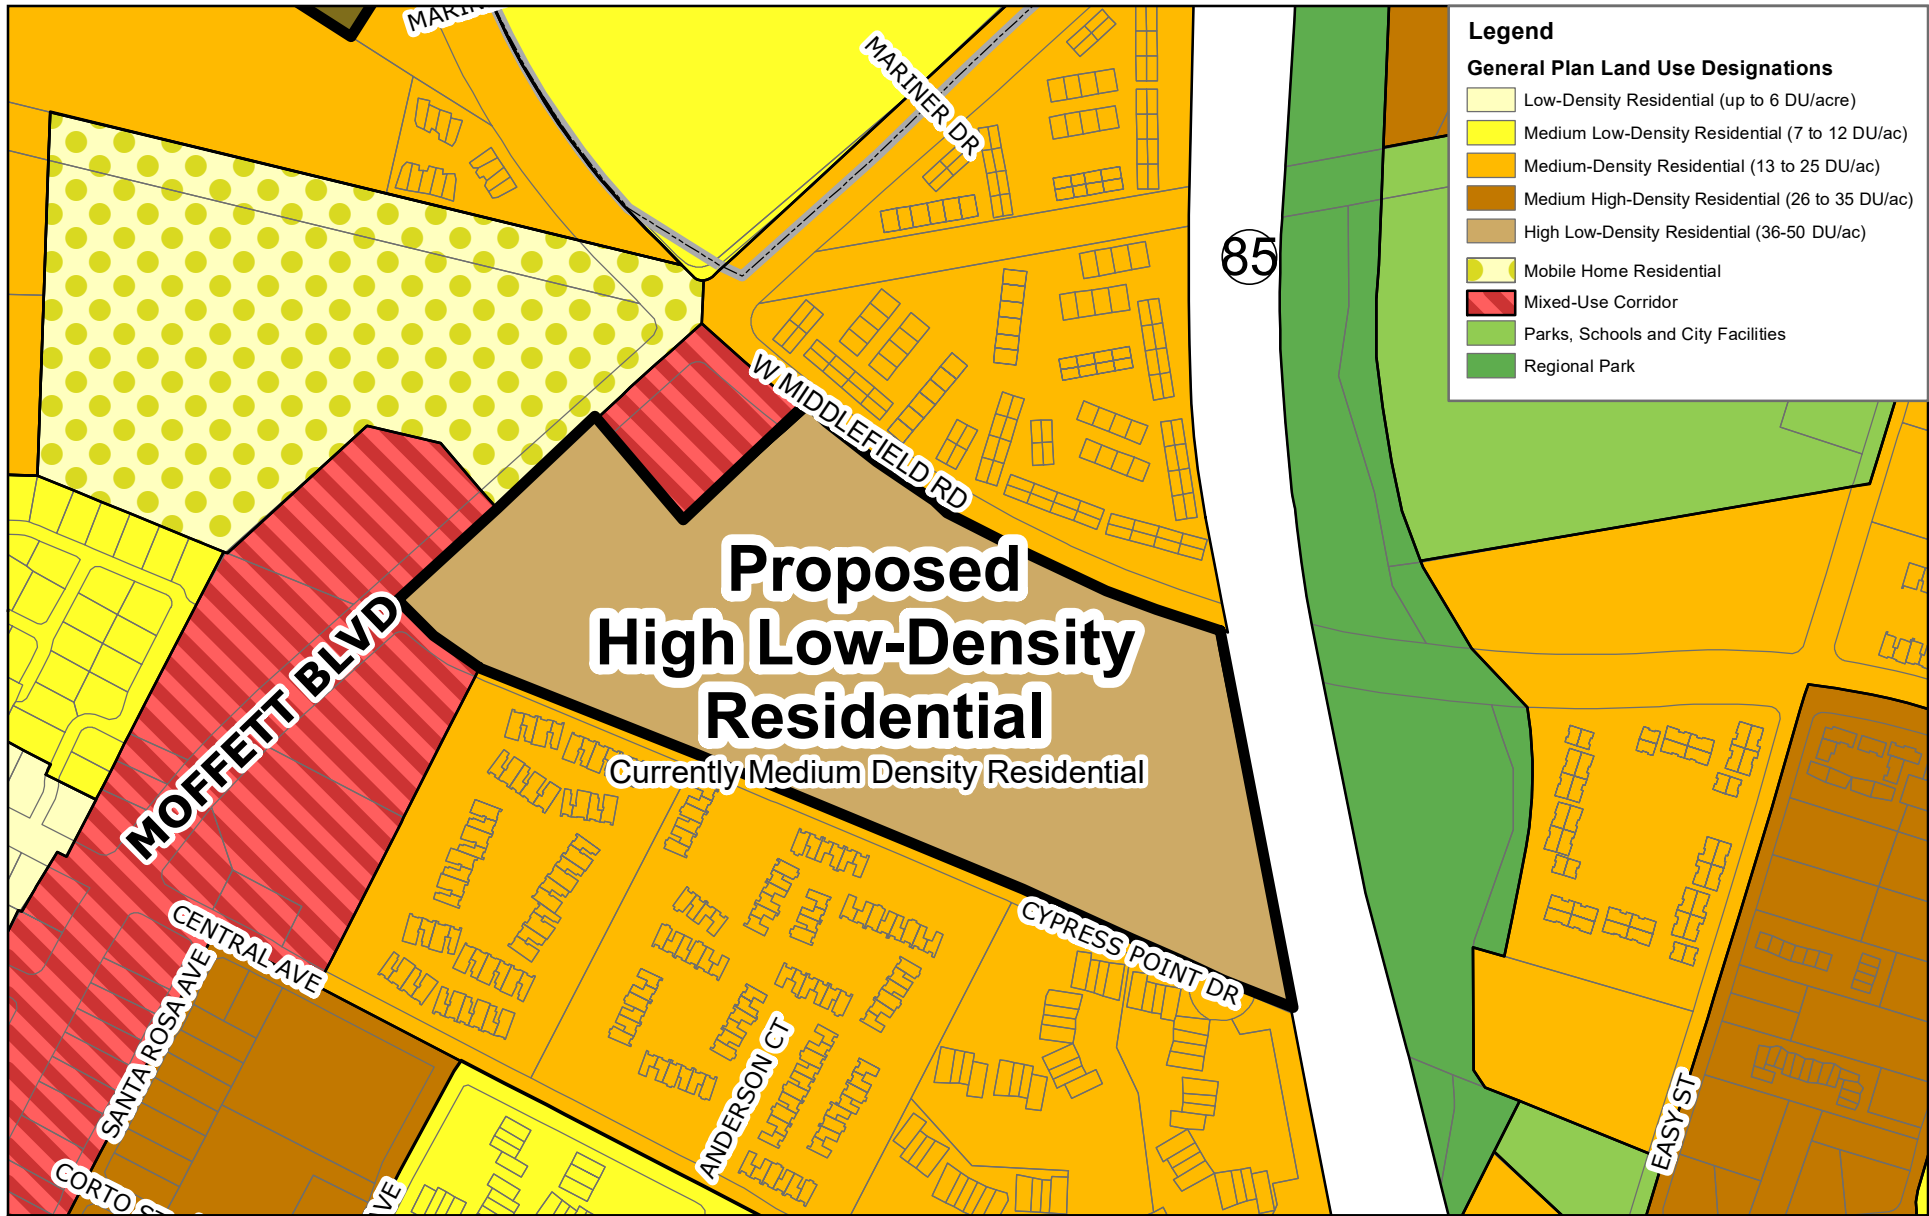 MARINER DR
85
W MIDDLEFIELD RD
Proposed
High Low-Density
Residential
Currently Medium Density Residential
MOFFETT BLVD
CENTRAL AVE
SANTA ROSA AVE
CORTO
ANDERSON CT
CYPRESS POINT DR
EASY ST
Legend
General Plan Land Use Designations
Low-Density Residential (up to 6 DU/acre)
Medium Low-Density Residential (7 to 12 DU/ac)
Medium-Density Residential (13 to 25 DU/ac)
Medium High-Density Residential (26 to 35 DU/ac)
High Low-Density Residential (36-50 DU/ac)
Mobile Home Residential
Mixed-Use Corridor
Parks, Schools and City Facilities
Regional Park